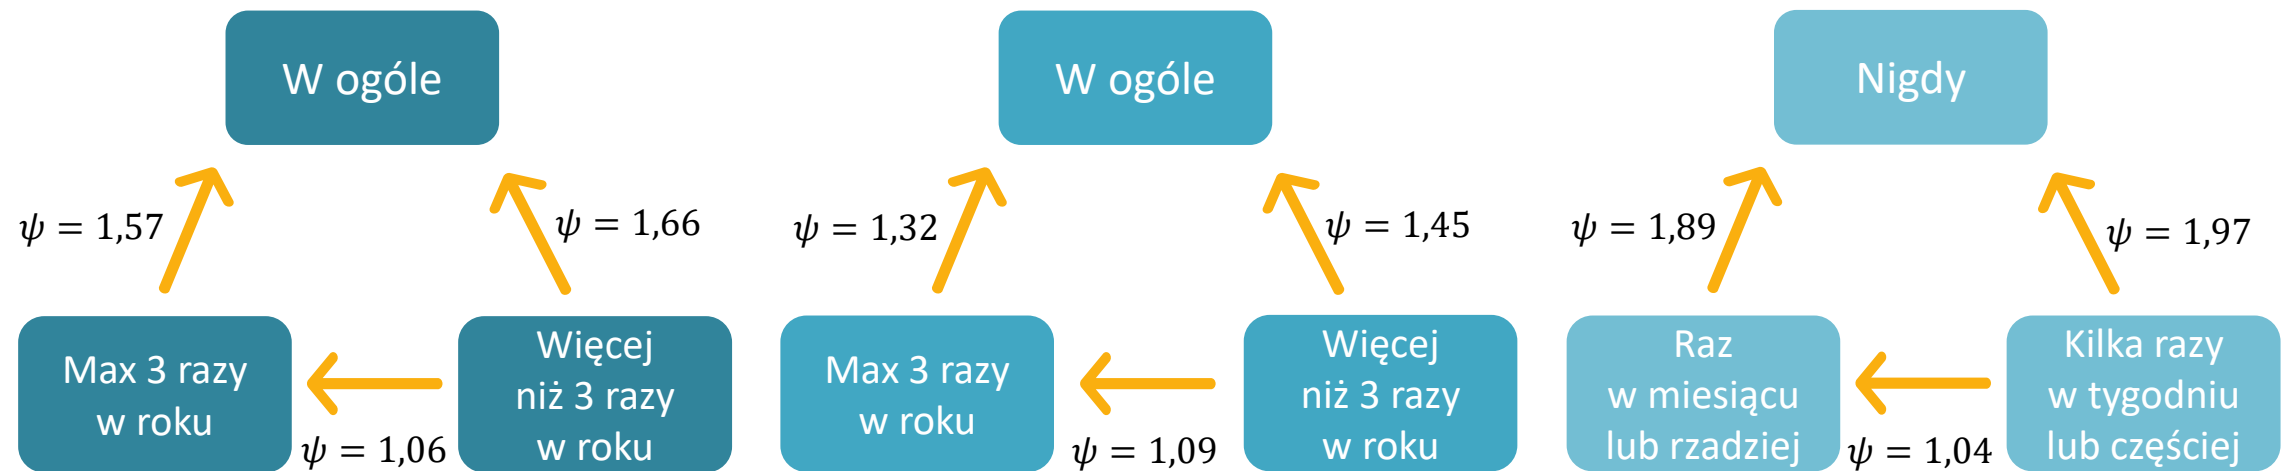 W ogóle
ψ = 1,57
ψ = 1,66
Max 3 razy
w roku
ψ = 1,06
Więcej
niż 3 razy
w roku
W ogóle
ψ = 1,32
ψ = 1,45
Max 3 razy
w roku
ψ = 1,09
Więcej
niż 3 razy
w roku
Nigdy
ψ = 1,89
ψ = 1,97
Raz
w miesiącu
lub rzadziej
ψ = 1,04
Kilka razy
w tygodniu
lub częściej